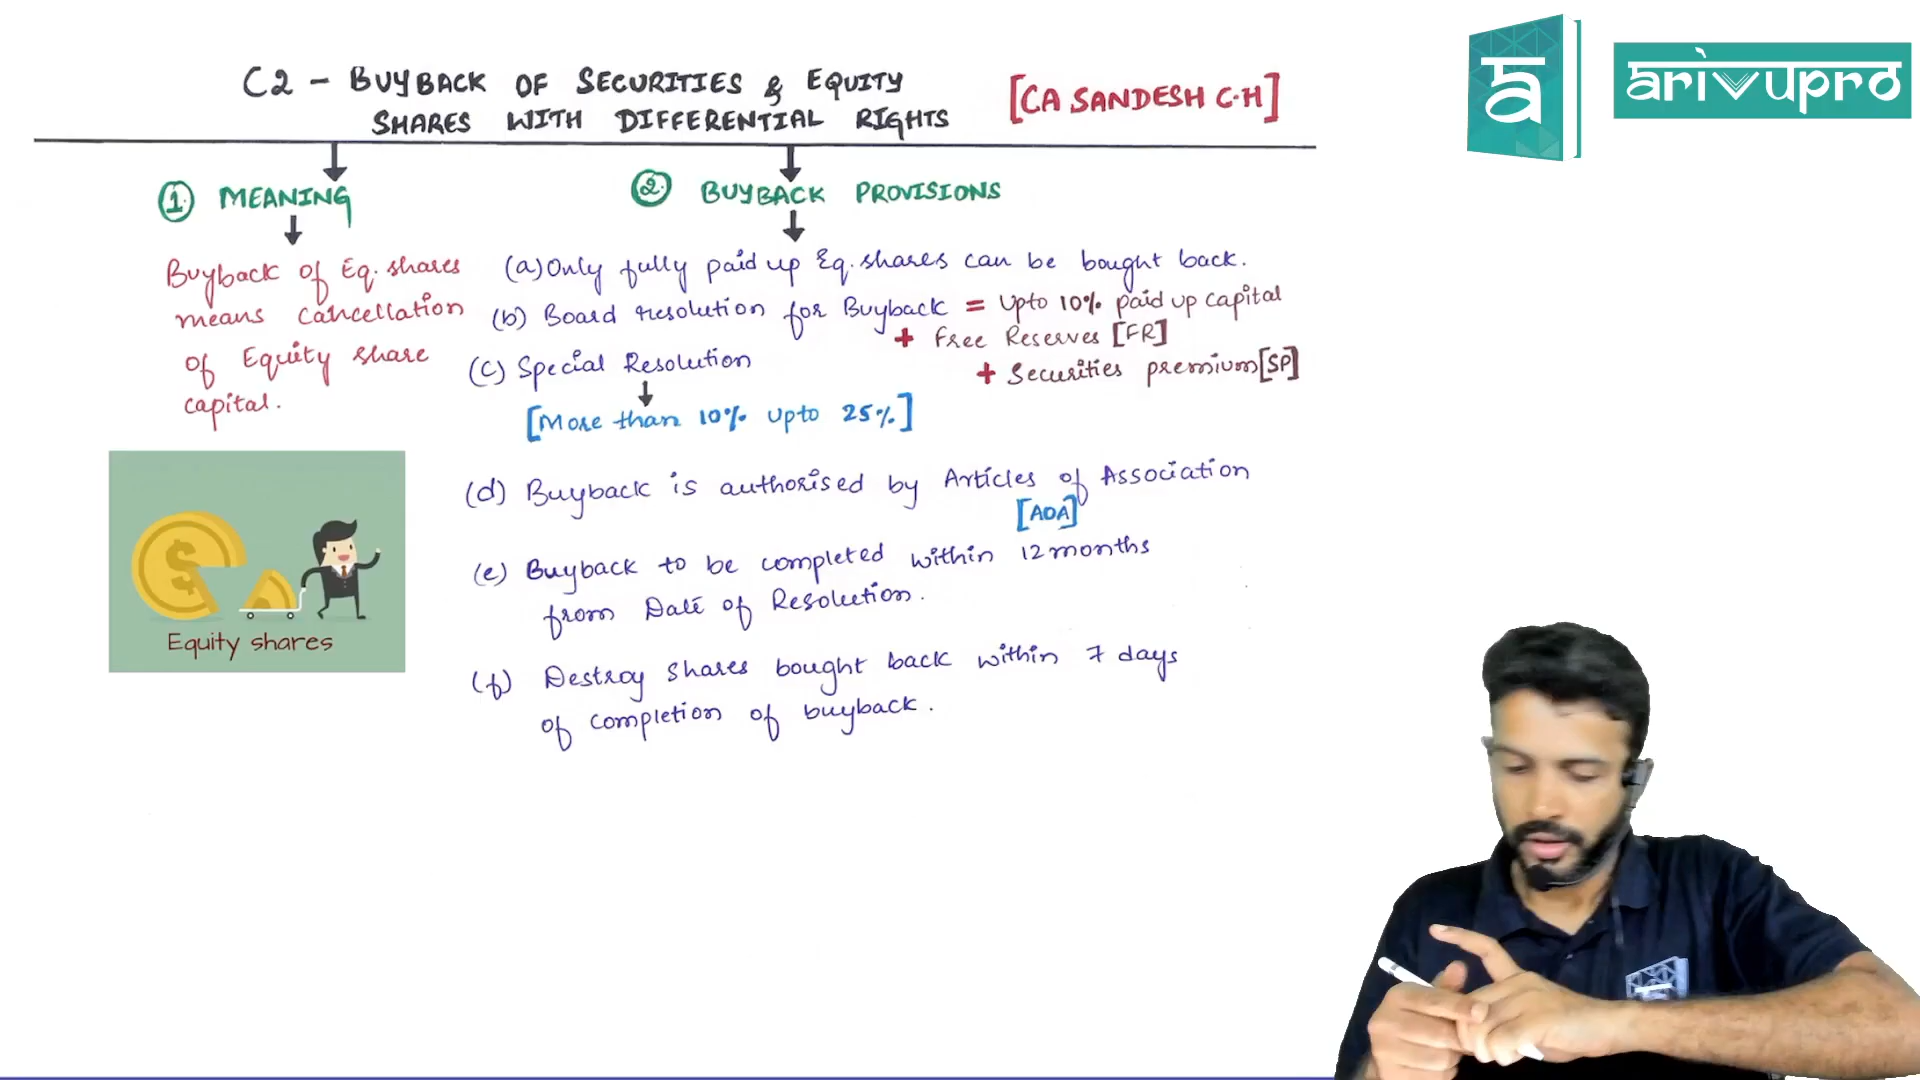 C2 - BUYBACK OF SECURITIES & EQUITY
SHARES WITH DIFFERENTIAL RIGHTS
[CA SANDESH C.H]
a
arivupro
1. MEANING
Buyback of Eq. shares
means cancellation
of Equity share
capital.
Equity shares
2. BUYBACK PROVISIONS
(a) Only fully paid up Eq. shares can be bought back.
(b) Board resolution for Buyback = Upto 10% paid up capital
+ Free Reserves [FR]
+ Securities premium [SP]
(c) Special Resolution
[More than 10% upto 25%]
(d) Buyback is authorised by Articles of Association
[AOA]
(e) Buyback to be completed within 12 months
from Date of Resolution.
(f) Destroy shares bought back within 7 days
of completion of buyback.